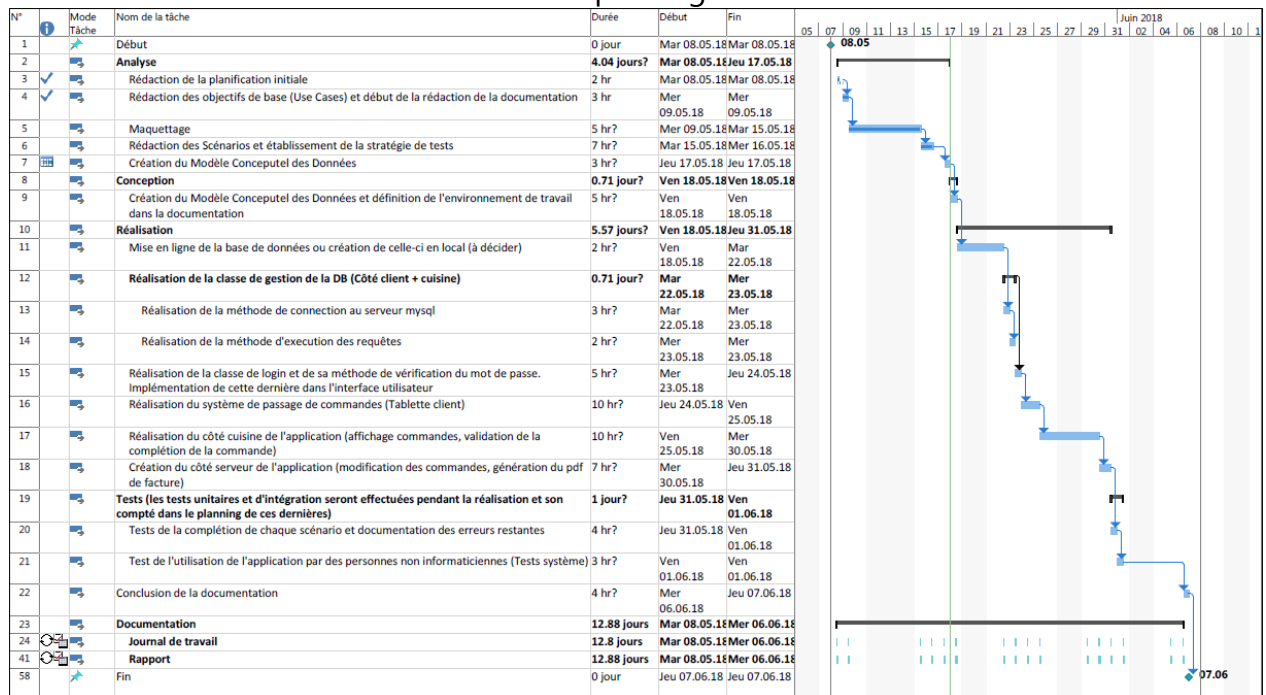 N° Mode Tâche Nom de la tâche Durée Début Fin
Juin 2018
05 07 09 11 13 15 17 19 21 23 25 27 29 31 02 04 06 08 10 1
1 Début 0 jour Mar 08.05.18 Mar 08.05.18 08.05
2 Analyse 4.04 jours? Mar 08.05.18 Jeu 17.05.18
3 Rédaction de la planification initiale 2 hr Mar 08.05.18 Mar 08.05.18
4 Rédaction des objectifs de base (Use Cases) et début de la rédaction de la documentation 3 hr Mer 09.05.18 Mer 09.05.18
5 Maquettage 5 hr? Mer 09.05.18 Mar 15.05.18
6 Rédaction des Scénarios et établissement de la stratégie de tests 7 hr? Mar 15.05.18 Mer 16.05.18
7 Création du Modèle Conceputel des Données 3 hr? Jeu 17.05.18 Jeu 17.05.18
8 Conception 0.71 jour? Ven 18.05.18 Ven 18.05.18
9 Création du Modèle Conceputel des Données et définition de l'environnement de travail
dans la documentation 5 hr? Ven 18.05.18 Ven 18.05.18
10 Réalisation 5.57 jours? Ven 18.05.18 Jeu 31.05.18
11 Mise en ligne de la base de données ou création de celle-ci en local (à décider) 2 hr? Ven 18.05.18 Mar 22.05.18
12 Réalisation de la classe de gestion de la DB (Côté client + cuisine) 0.71 jour? Mar 22.05.18 Mer 23.05.18
13 Réalisation de la méthode de connection au serveur mysql 3 hr? Mar 22.05.18 Mer 23.05.18
14 Réalisation de la méthode d'execution des requêtes 2 hr? Mer 23.05.18 Mer 23.05.18
15 Réalisation de la classe de login et de sa méthode de vérification du mot de passe.
Implémentation de cette dernière dans l'interface utilisateur 5 hr? Mer 23.05.18 Jeu 24.05.18
16 Réalisation du système de passage de commandes (Tablette client) 10 hr? Jeu 24.05.18 Ven 25.05.18
17 Réalisation du côté cuisine de l'application (affichage commandes, validation de la
complétion de la commande) 10 hr? Ven 25.05.18 Mer 30.05.18
18 Création du côté serveur de l'application (modification des commandes, génération du pdf
de facture) 7 hr? Mer 30.05.18 Jeu 31.05.18
19 Tests (les tests unitaires et d'intégration seront effectuées pendant la réalisation et son
compté dans le planning de ces dernières) 1 jour? Jeu 31.05.18 Ven 01.06.18
20 Tests de la complétion de chaque scénario et documentation des erreurs restantes 4 hr? Jeu 31.05.18 Ven 01.06.18
21 Test de l'utilisation de l'application par des personnes non informaticiennes (Tests système) 3 hr? Ven 01.06.18 Ven 01.06.18
22 Conclusion de la documentation 4 hr? Mer 06.06.18 Jeu 07.06.18
23 Documentation 12.88 jours Mar 08.05.18 Mer 06.06.18
24 Journal de travail 12.8 jours Mar 08.05.18 Mer 06.06.18
41 Rapport 12.88 jours Mar 08.05.18 Mer 06.06.18
58 Fin 0 jour Jeu 07.06.18 Jeu 07.06.18 07.06